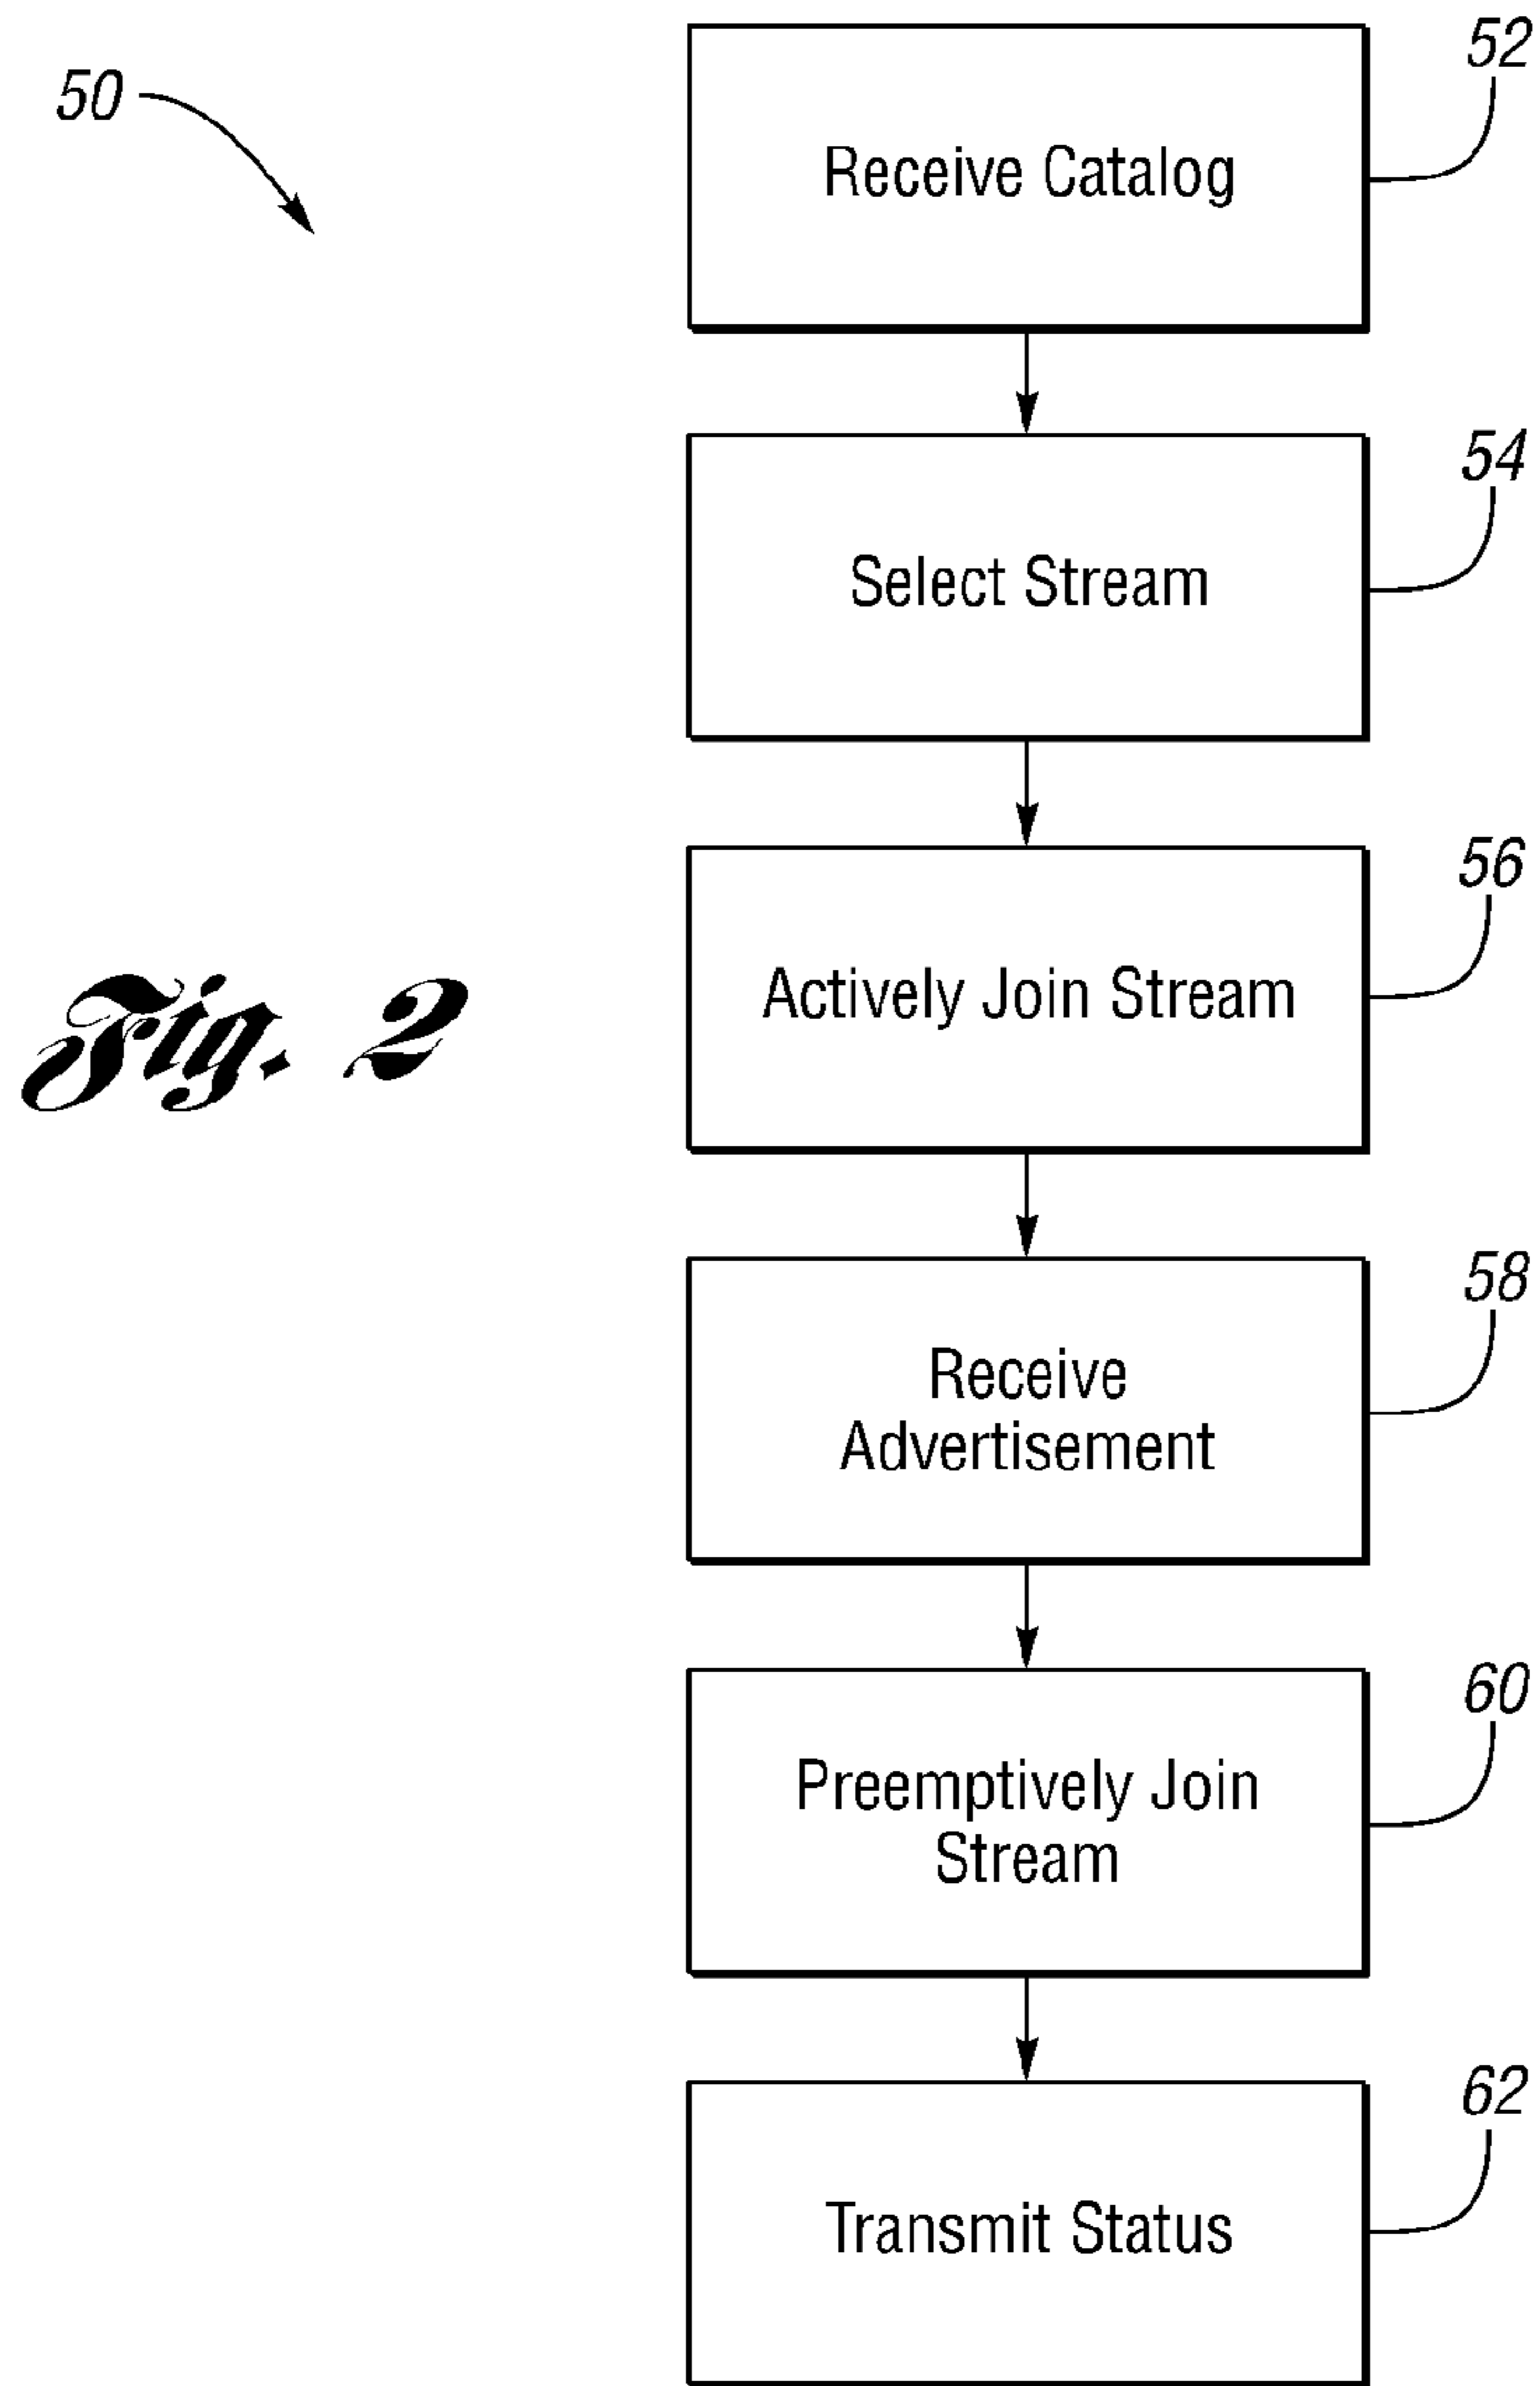 50
52
Receive Catalog
54
Select Stream
56
Actively Join Stream
Fig. 2
58
Receive
Advertisement
60
Preemptively Join
Stream
62
Transmit Status